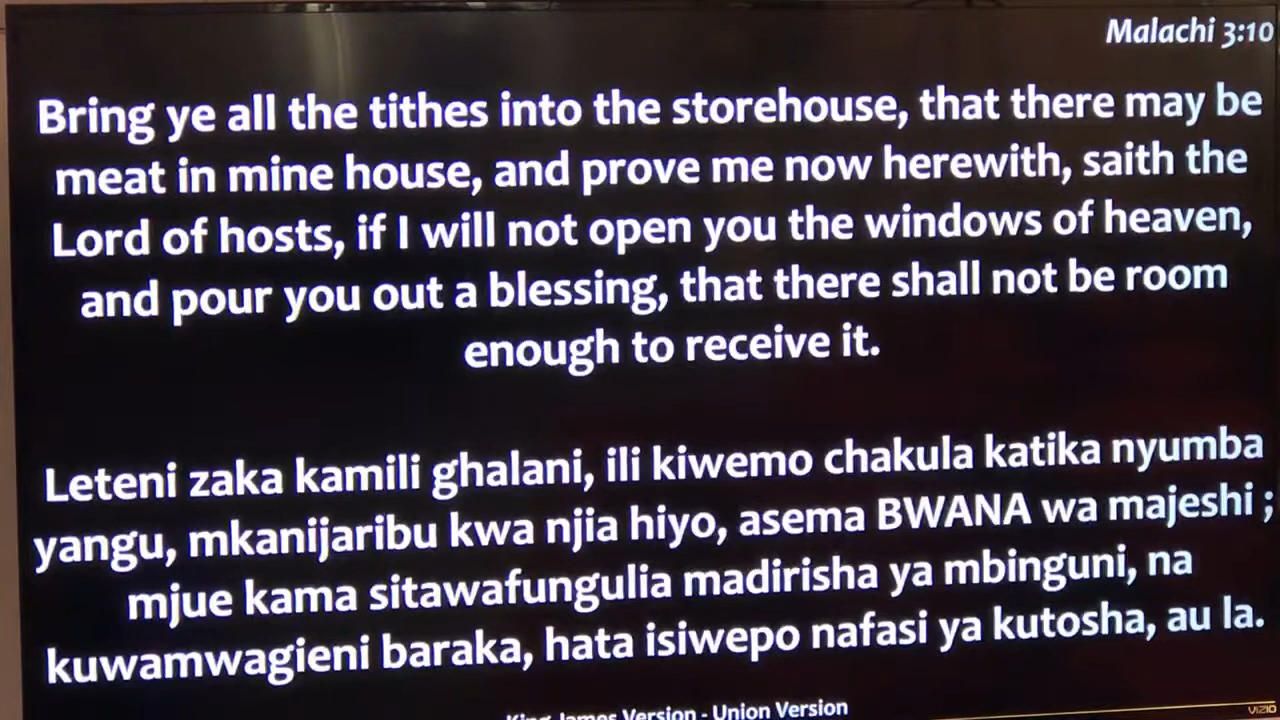 Malachi 3:10
Bring ye all the tithes into the storehouse, that there may be
meat in mine house, and prove me now herewith, saith the
Lord of hosts, if I will not open you the windows of heaven,
and pour you out a blessing, that there shall not be room
enough to receive it.
Leteni zaka kamili ghalani, ili kiwemo chakula katika nyumba
yangu, mkanijaribu kwa njia hiyo, asema BWANA wa majeshi ;
mjue kama sitawafungulia madirisha ya mbinguni, na
kuwamwagieni baraka, hata isiwepo nafasi ya kutosha, au la.
King James Version - Union Version
VIZIO